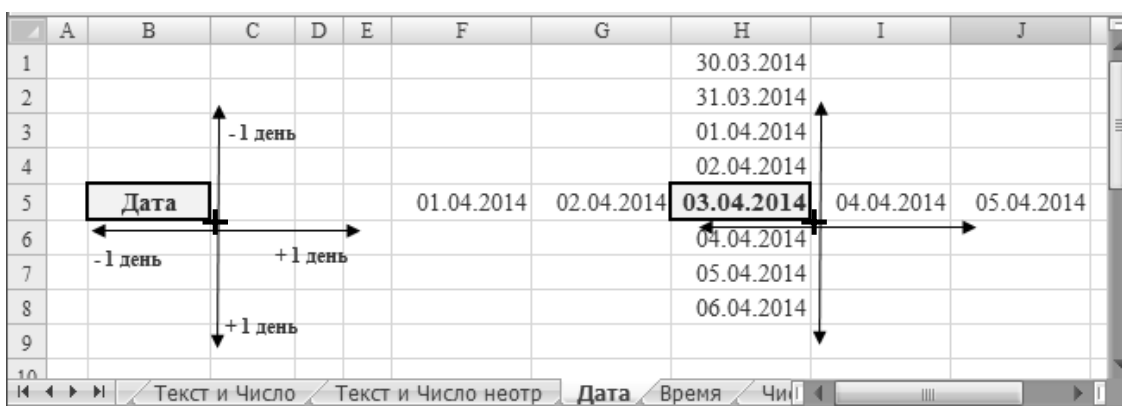 A B C D E F G H I J
1 30.03.2014
2 31.03.2014
3 - 1 день 01.04.2014
4 02.04.2014
5 Дата 01.04.2014 02.04.2014 03.04.2014 04.04.2014 05.04.2014
6 04.04.2014
- 1 день + 1 день
7 05.04.2014
8 06.04.2014
+ 1 день
9
10
Текст и Число Текст и Число неотр Дата Время Чи